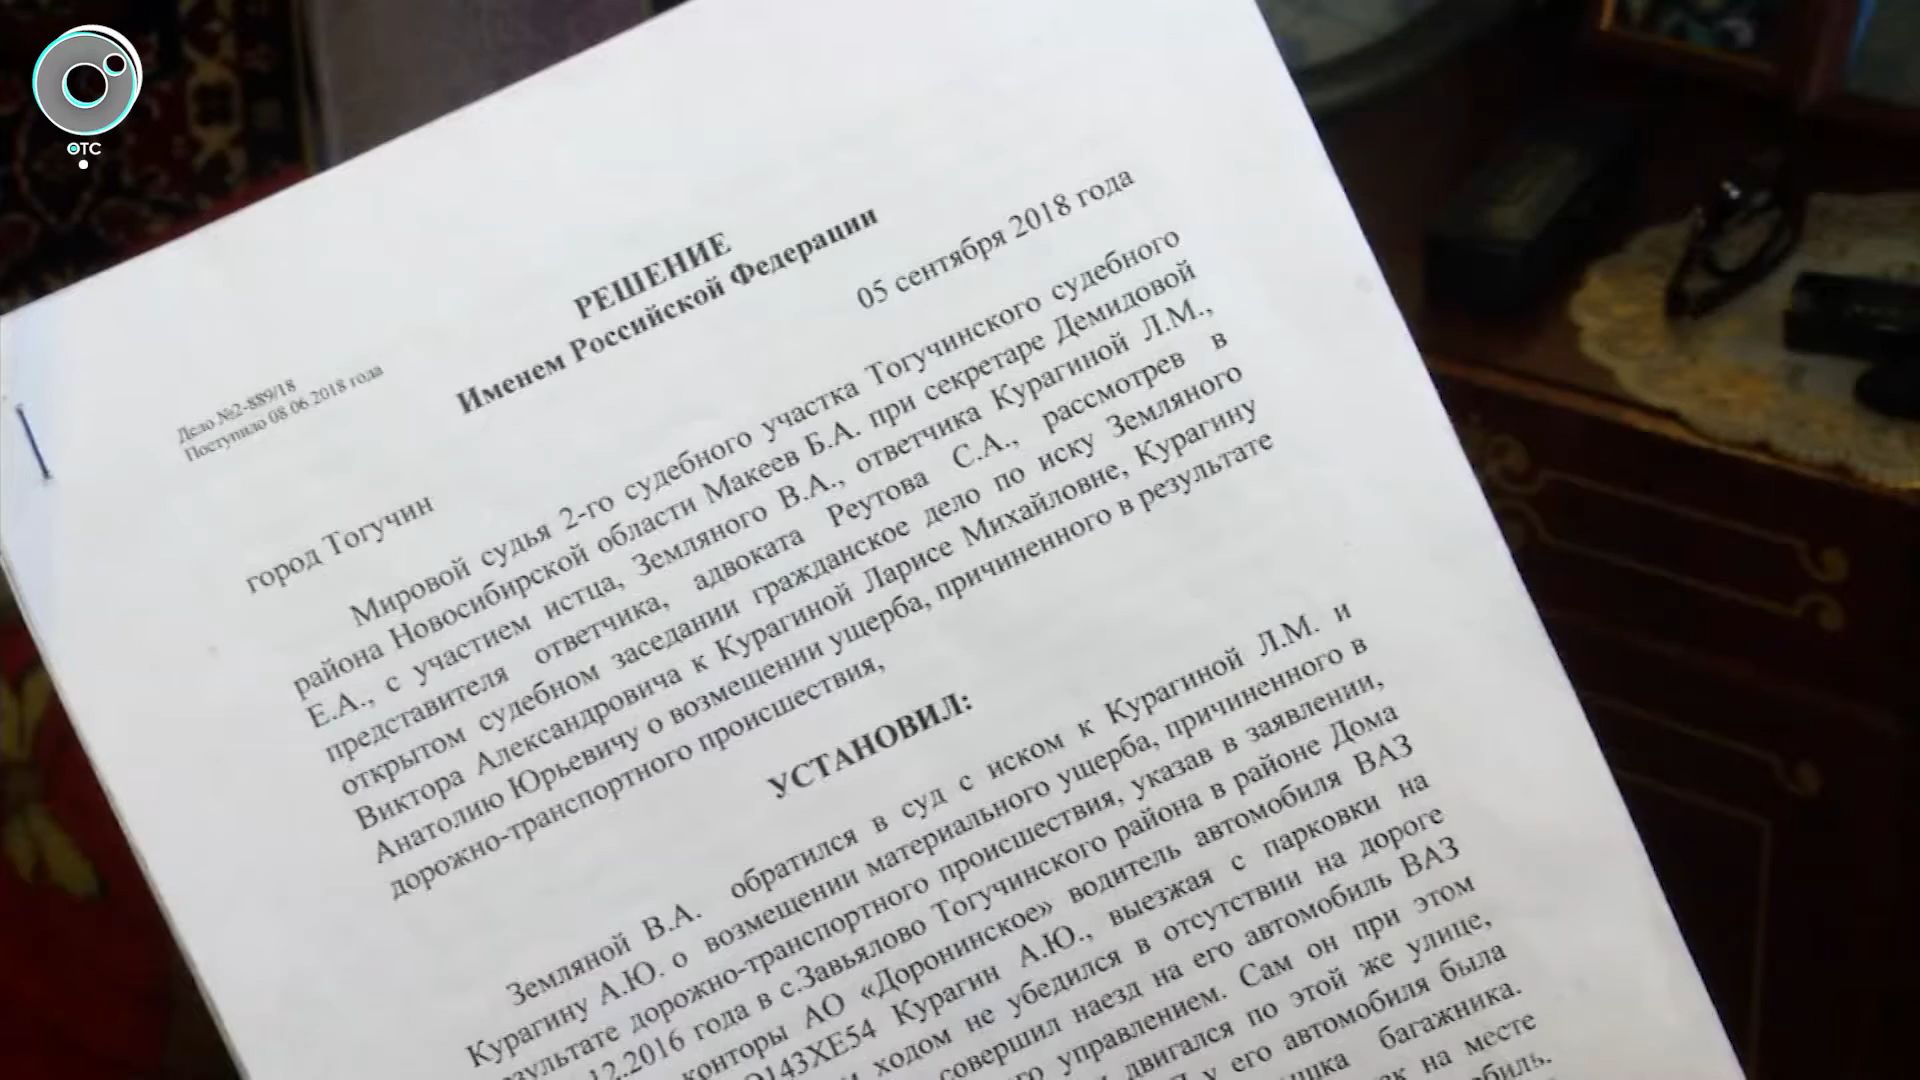 ОТС
РЕШЕНИЕ
Именем Российской Федерации
Дело №2-889/18
Поступило 08.06.2018 года
05 сентября 2018 года
город Тогучин
Мировой судья 2-го судебного участка Тогучинского судебного
района Новосибирской области Макеев Б.А. при секретаре Демидовой
Е.А., с участием истца, Земляного В.А., ответчика Курагиной Л.М.,
представителя ответчика, адвоката Реутова С.А., рассмотрев в
открытом судебном заседании гражданское дело по иску Земляного
Виктора Александровича к Курагиной Ларисе Михайловне, Курагину
Анатолию Юрьевичу о возмещении ущерба, причиненного в результате
дорожно-транспортного происшествия,
УСТАНОВИЛ:
Земляной В.А. обратился в суд с иском к Курагиной Л.М. и
Курагину А.Ю. о возмещении материального ущерба, причиненного в
результате дорожно-транспортного происшествия, указав в заявлении,
12.2016 года в с.Завьялово Тогучинского района в районе Дома
конторы АО «Доронинское» водитель автомобиля ВАЗ
143ХЕ54 Курагин А.Ю., выезжая с парковки на
ходом не убедился в отсутствии на дороге
совершил наезд на его автомобиль ВАЗ
управлением. Сам он при этом
двигался по этой же улице,
у его автомобиля была
багажника.
на месте